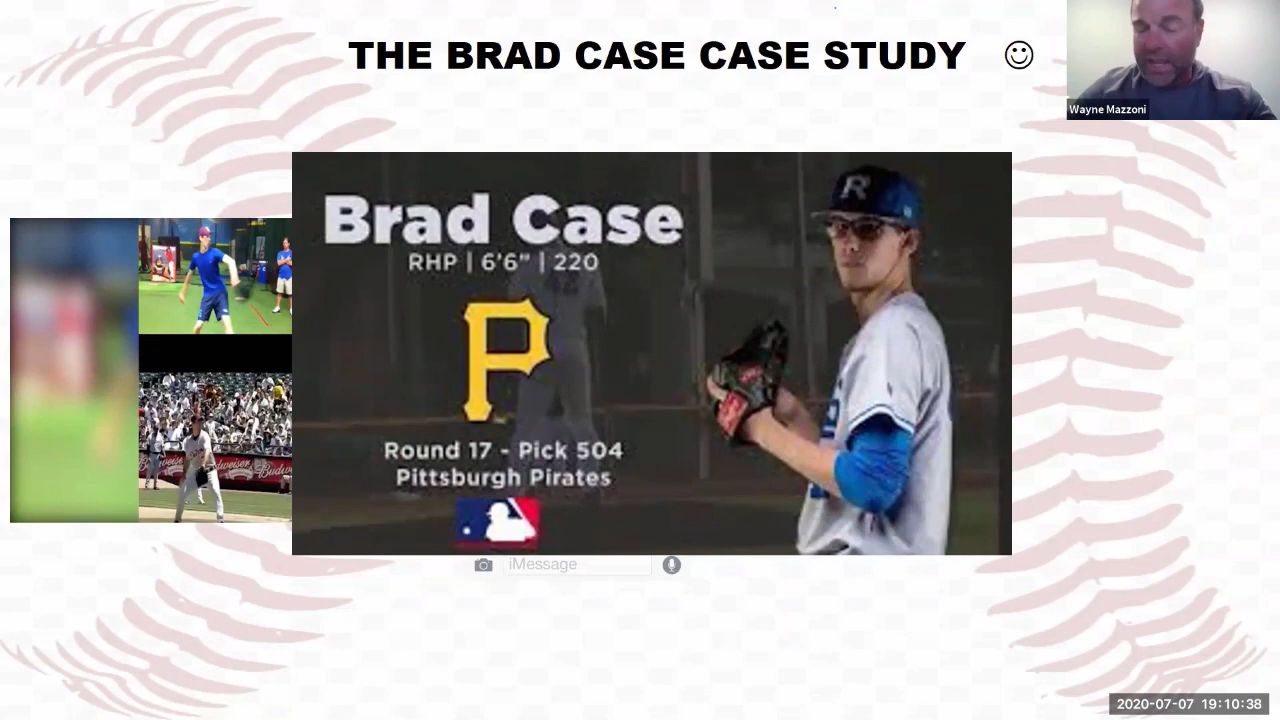 THE BRAD CASE CASE STUDY
Wayne Mazzoni
Brad Case
RHP | 6'6" | 220
P
R
Round 17 - Pick 504
Pittsburgh Pirates
Budweiser
iMessage
2020-07-07 19:10:38